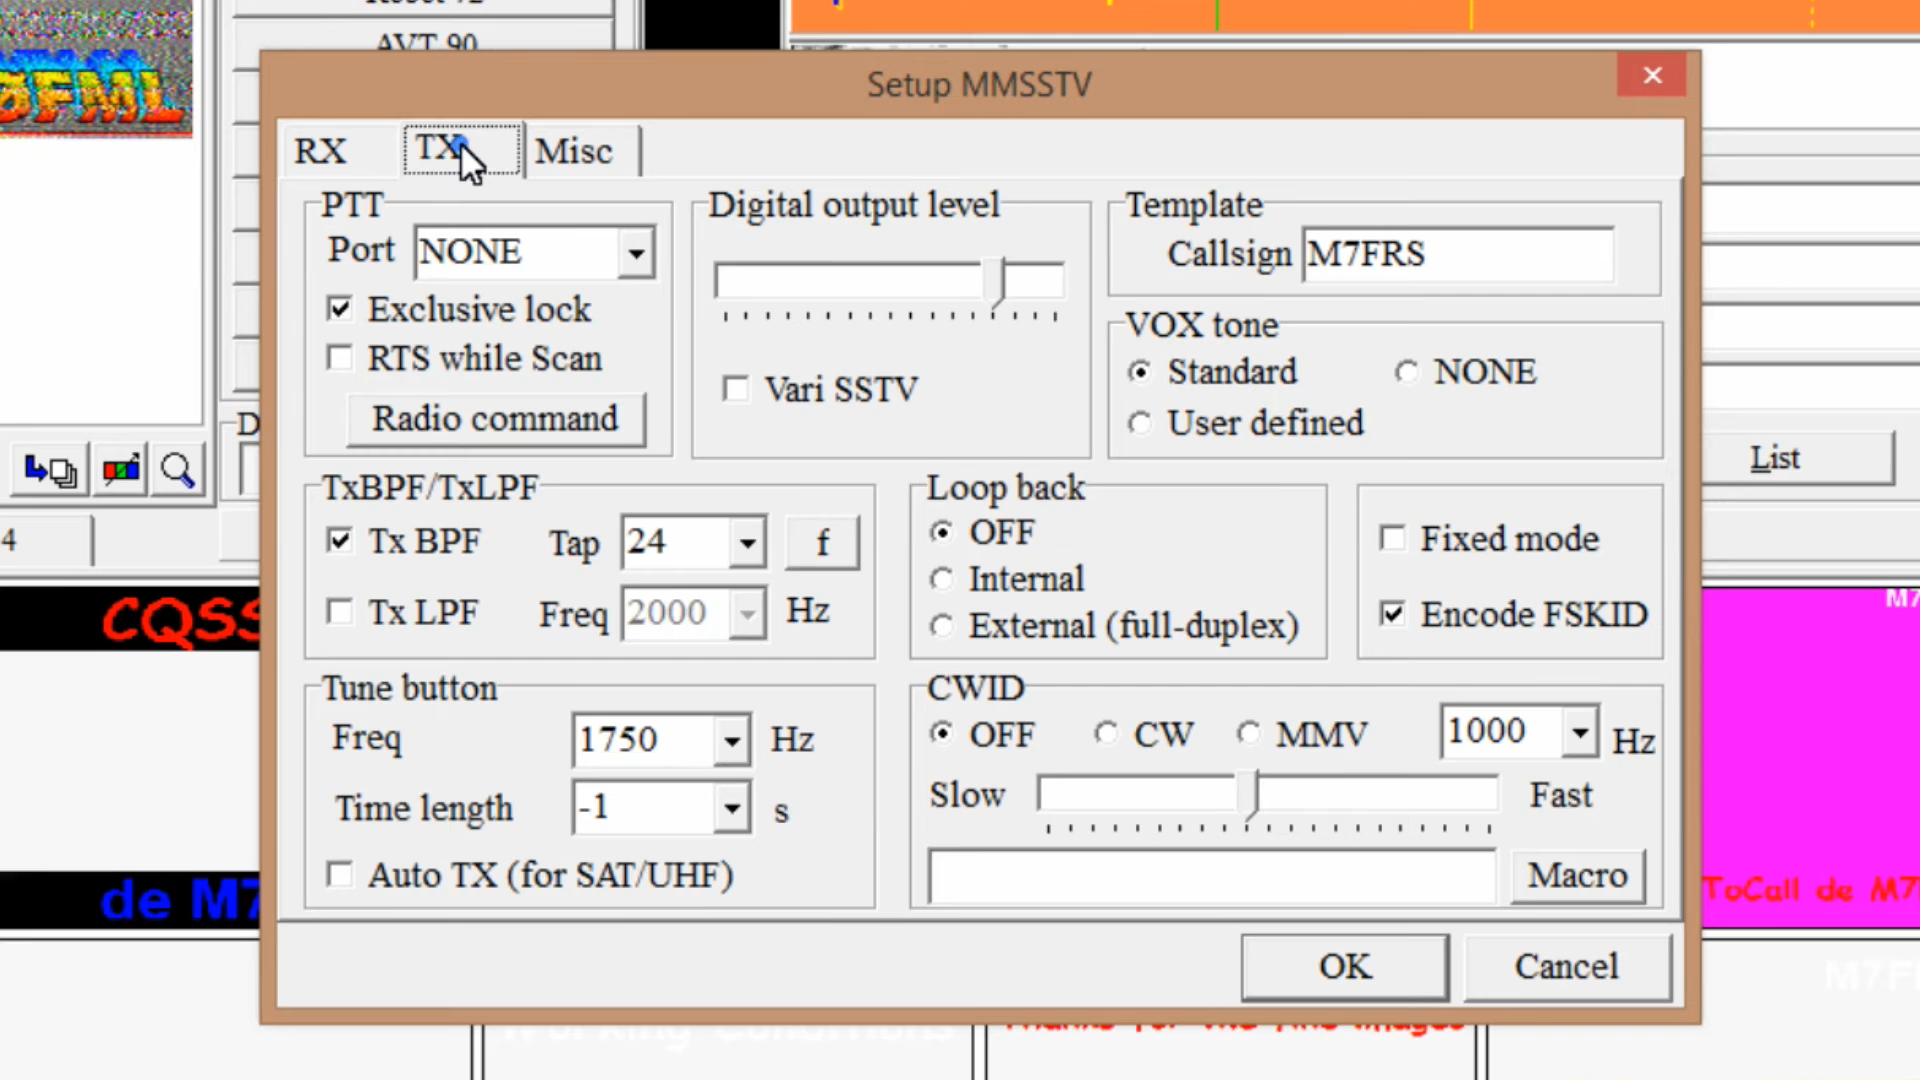 AVT 90
Setup MMSSTV
RX
TX
Misc
PTT
Port NONE
Exclusive lock
RTS while Scan
Radio command
Digital output level
Vari SSTV
Template
Callsign M7FRS
VOX tone
Standard
NONE
User defined
List
TxBPF/TxLPF
Tx BPF Tap 24 f
Tx LPF Freq 2000 Hz
Loop back
OFF
Internal
External (full-duplex)
Fixed mode
Encode FSKID
4
CQSS
M7
Tune button
Freq 1750 Hz
Time length -1 s
Auto TX (for SAT/UHF)
CWID
OFF CW MMV 1000 Hz
Slow Fast
Macro
de M7
ToCall de M7
OK
Cancel